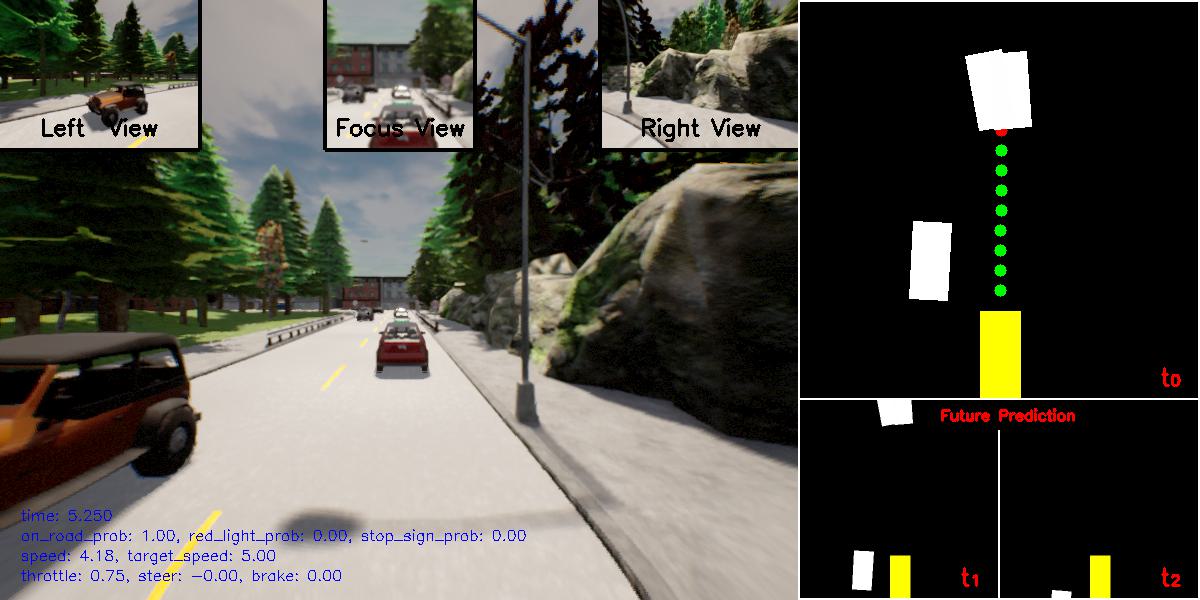 Left View
Focus View
Right View
time: 5.250
on_road_prob: 1.00, red_light_prob: 0.00, stop_sign_prob: 0.00
speed: 4.18, target_speed: 5.00
throttle: 0.75, steer: −0.00, brake: 0.00
t0
Future Prediction
t1
t2